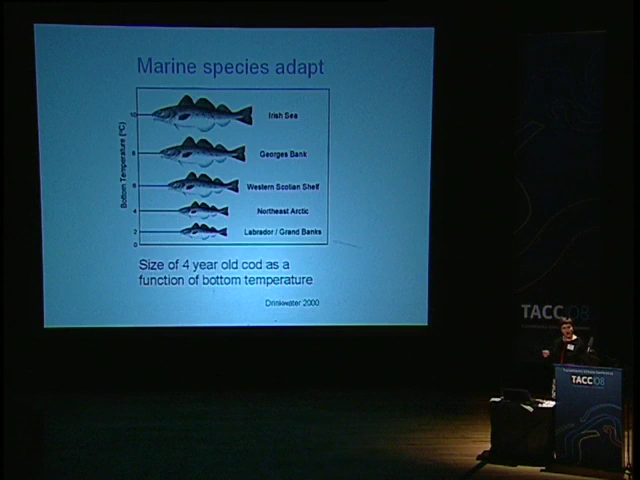 Marine species adapt
Bottom Temperature (ºC)
10
Irish Sea
8
Georges Bank
6
Western Scotian Shelf
4
Northeast Arctic
2
Labrador / Grand Banks
0
Size of 4 year old cod as a
function of bottom temperature
Drinkwater 2000
TACC:08
TACC:08